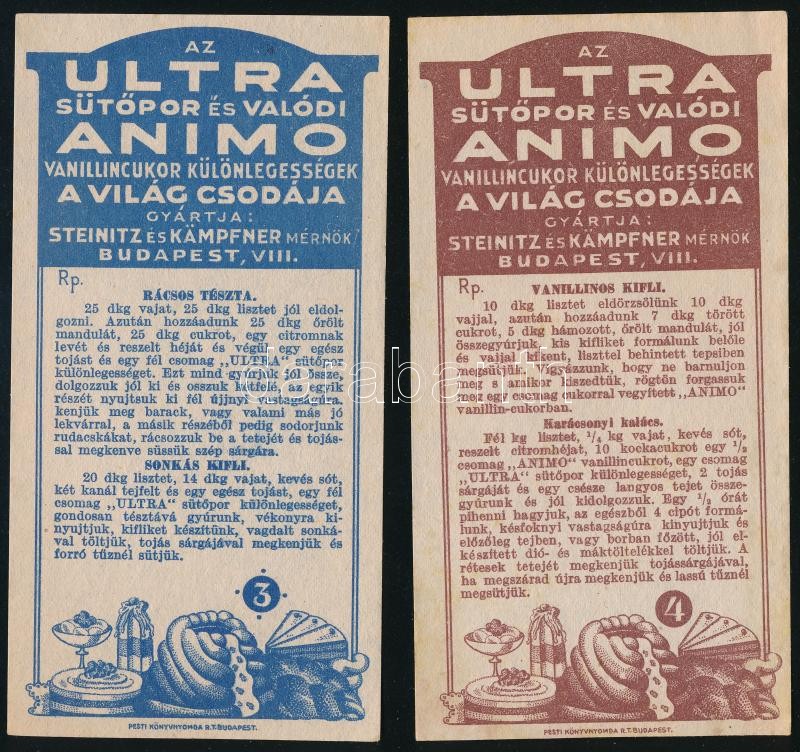 AZ
ULTRA
SÜTŐPOR ÉS VALÓDI
ANIMO
VANILLINCUKOR KÜLÖNLEGESSÉGEK
A VILÁG CSODÁJA
GYÁRTJA:
STEINITZ ÉS KÄMPFNER MÉRNÖK
BUDAPEST, VIII.
Rp.
RÁCSOS TÉSZTA.
25 dkg vajat, 25 dkg lisztet jól eldol-
gozni. Azután hozzáadunk 25 dkg őrölt
mandulát, 25 dkg cukrot, egy citromnak
levét és reszelt héját és végül egy egész
tojást és egy fél csomag „ULTRA“ sütőpor
különlegességet. Ezt mind gyúrjuk jól össze,
dolgozzuk jól ki és osszuk kútfelé, az egyik
részét nyujtsuk ki fél újjnyi vastagságura.
kenjük meg barack, vagy valami más jó
lekvárral, a másik részéből pedig sodorjunk
rudacskákat, rácsozzuk be a tetejét és tojás-
sal megkenve süssük szép sárgára.
SONKÁS KIFLI.
20 dkg lisztet, 14 dkg vajat, kevés sót,
két kanál tejfelt és egy egész tojást, egy fél
csomag „ULTRA“ sütőpor különlegességet,
gondosan tésztává gyúrunk, vékonyra ki-
nyujtjuk, kifliket készítünk, vagdalt sonká-
val töltjük, tojás sárgájával megkenjük és
forró tűznél sütjük.
3
PESTI KÖNYVNYOMDA R.T. BUDAPEST.
AZ
ULTRA
SÜTŐPOR ÉS VALÓDI
ANIMO
VANILLINCUKOR KÜLÖNLEGESSÉGEK
A VILÁG CSODÁJA
GYÁRTJA:
STEINITZ ÉS KÄMPFNER MÉRNÖK
BUDAPEST, VIII.
Rp.
VANILLINOS KIFLI.
10 dkg lisztet eldörzsölünk 10 dkg
vajjal, azután hozzáadunk 7 dkg törött
cukrot, 5 dkg hámozott, őrölt mandulát, jól
összegyúrjuk, kis kifliket formálunk belőle
és vajjal kikent, liszttel behintett tepsiben
megsütjük. Vigyázzunk, hogy ne barnuljon
meg s amikor kiszedtük, rögtön forgassuk
meg egy csomag cukorral vegyített „ANIMO“
vanillin-cukorban.
Karácsonyi kalács.
Fél kg lisztet, 1/4 kg vajat, kevés sót,
reszelt citromhéjat, 10 kockacukrot egy 1/2
csomag „ANIMO“ vanillincukrot, egy csomag
„ULTRA“ sütőpor különlegességet, 2 tojás
sárgáját és egy csésze langyos tejet össze-
gyúrunk és jól kidolgozzuk. Egy 1/2 órát
pihenni hagyjuk, az egészből 4 cipót formá-
lunk, késfoknyi vastagságura kinyujtjuk és
előzőleg tejben, vagy borban főzött, jól el-
készített dió- és máktöltelékkel töltjük. A
rétesek tetejét megkenjük tojássárgájával,
ha megszárad újra megkenjük és lassú tűznél
megsütjük.
4
PESTI KÖNYVNYOMDA R.T. BUDAPEST.